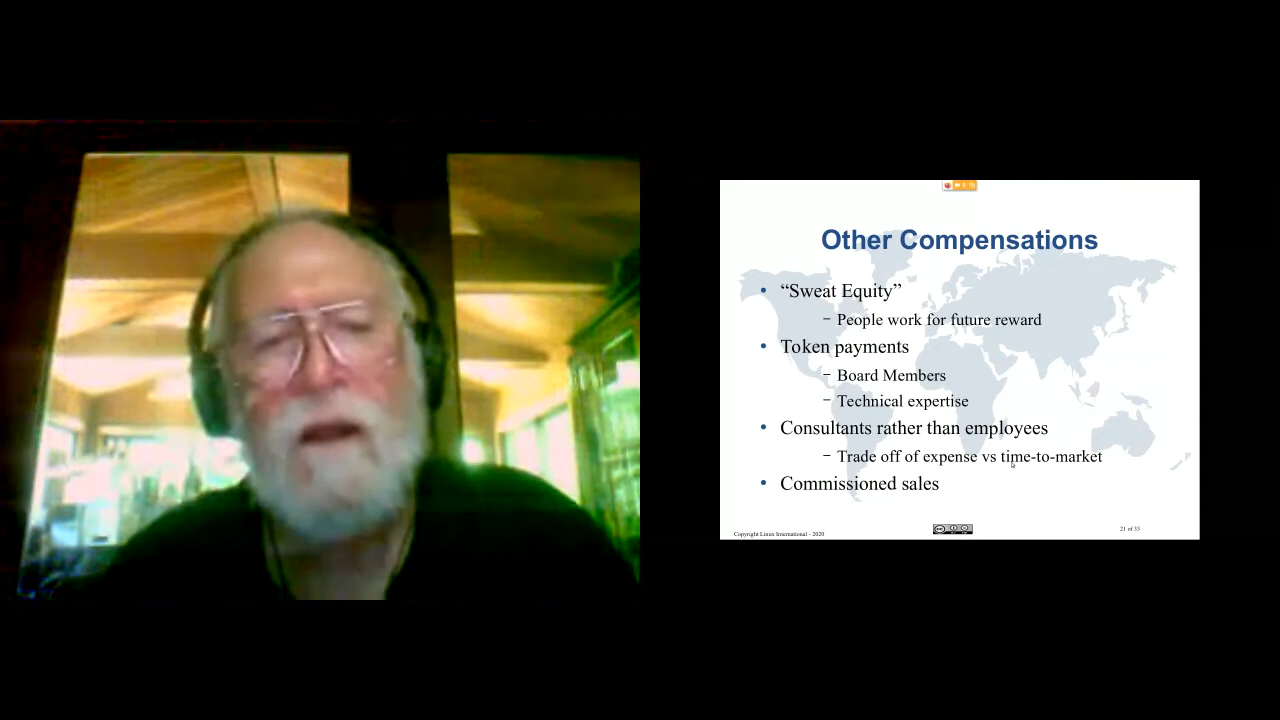 Other Compensations
• “Sweat Equity”
– People work for future reward
• Token payments
– Board Members
– Technical expertise
• Consultants rather than employees
– Trade off of expense vs time-to-market
• Commissioned sales
Copyright Linux International - 2020
21 of 33